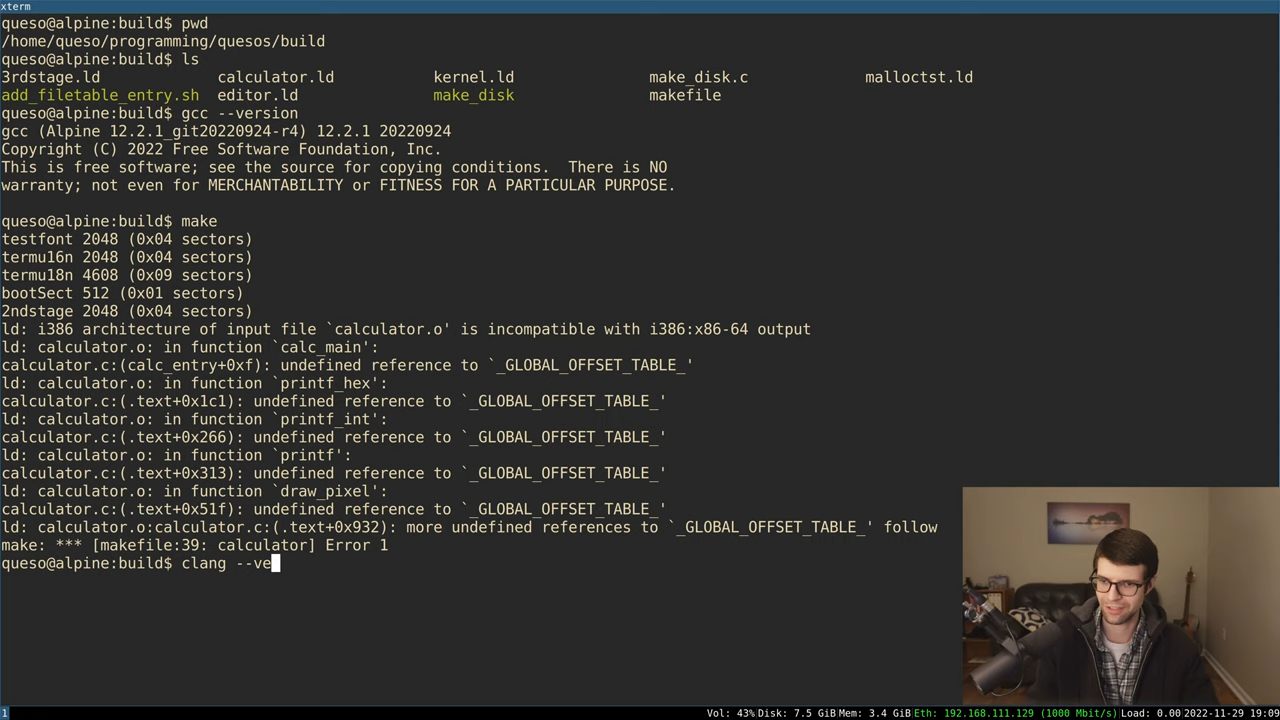 xterm
queso@alpine:build$ pwd
/home/queso/programming/quesos/build
queso@alpine:build$ ls
3rdstage.ld calculator.ld kernel.ld make_disk.c malloctst.ld
add_filetable_entry.sh editor.ld make_disk makefile
queso@alpine:build$ gcc --version
gcc (Alpine 12.2.1_git20220924-r4) 12.2.1 20220924
Copyright (C) 2022 Free Software Foundation, Inc.
This is free software; see the source for copying conditions.  There is NO
warranty; not even for MERCHANTABILITY or FITNESS FOR A PARTICULAR PURPOSE.
queso@alpine:build$ make
testfont 2048 (0x04 sectors)
termu16n 2048 (0x04 sectors)
termu18n 4608 (0x09 sectors)
bootSect 512 (0x01 sectors)
2ndstage 2048 (0x04 sectors)
ld: i386 architecture of input file `calculator.o' is incompatible with i386:x86-64 output
ld: calculator.o: in function `calc_main':
calculator.c:(calc_entry+0xf): undefined reference to `_GLOBAL_OFFSET_TABLE_'
ld: calculator.o: in function `printf_hex':
calculator.c:(.text+0x1c1): undefined reference to `_GLOBAL_OFFSET_TABLE_'
ld: calculator.o: in function `printf_int':
calculator.c:(.text+0x266): undefined reference to `_GLOBAL_OFFSET_TABLE_'
ld: calculator.o: in function `printf':
calculator.c:(.text+0x313): undefined reference to `_GLOBAL_OFFSET_TABLE_'
ld: calculator.o: in function `draw_pixel':
calculator.c:(.text+0x51f): undefined reference to `_GLOBAL_OFFSET_TABLE_'
ld: calculator.o:calculator.c:(.text+0x932): more undefined references to `_GLOBAL_OFFSET_TABLE_' follow
make: *** [makefile:39: calculator] Error 1
queso@alpine:build$ clang --ve
1 Vol: 43% Disk: 7.5 GiB Mem: 3.4 GiB Eth: 192.168.111.129 (1000 Mbit/s) Load: 0.00 2022-11-29 19:09